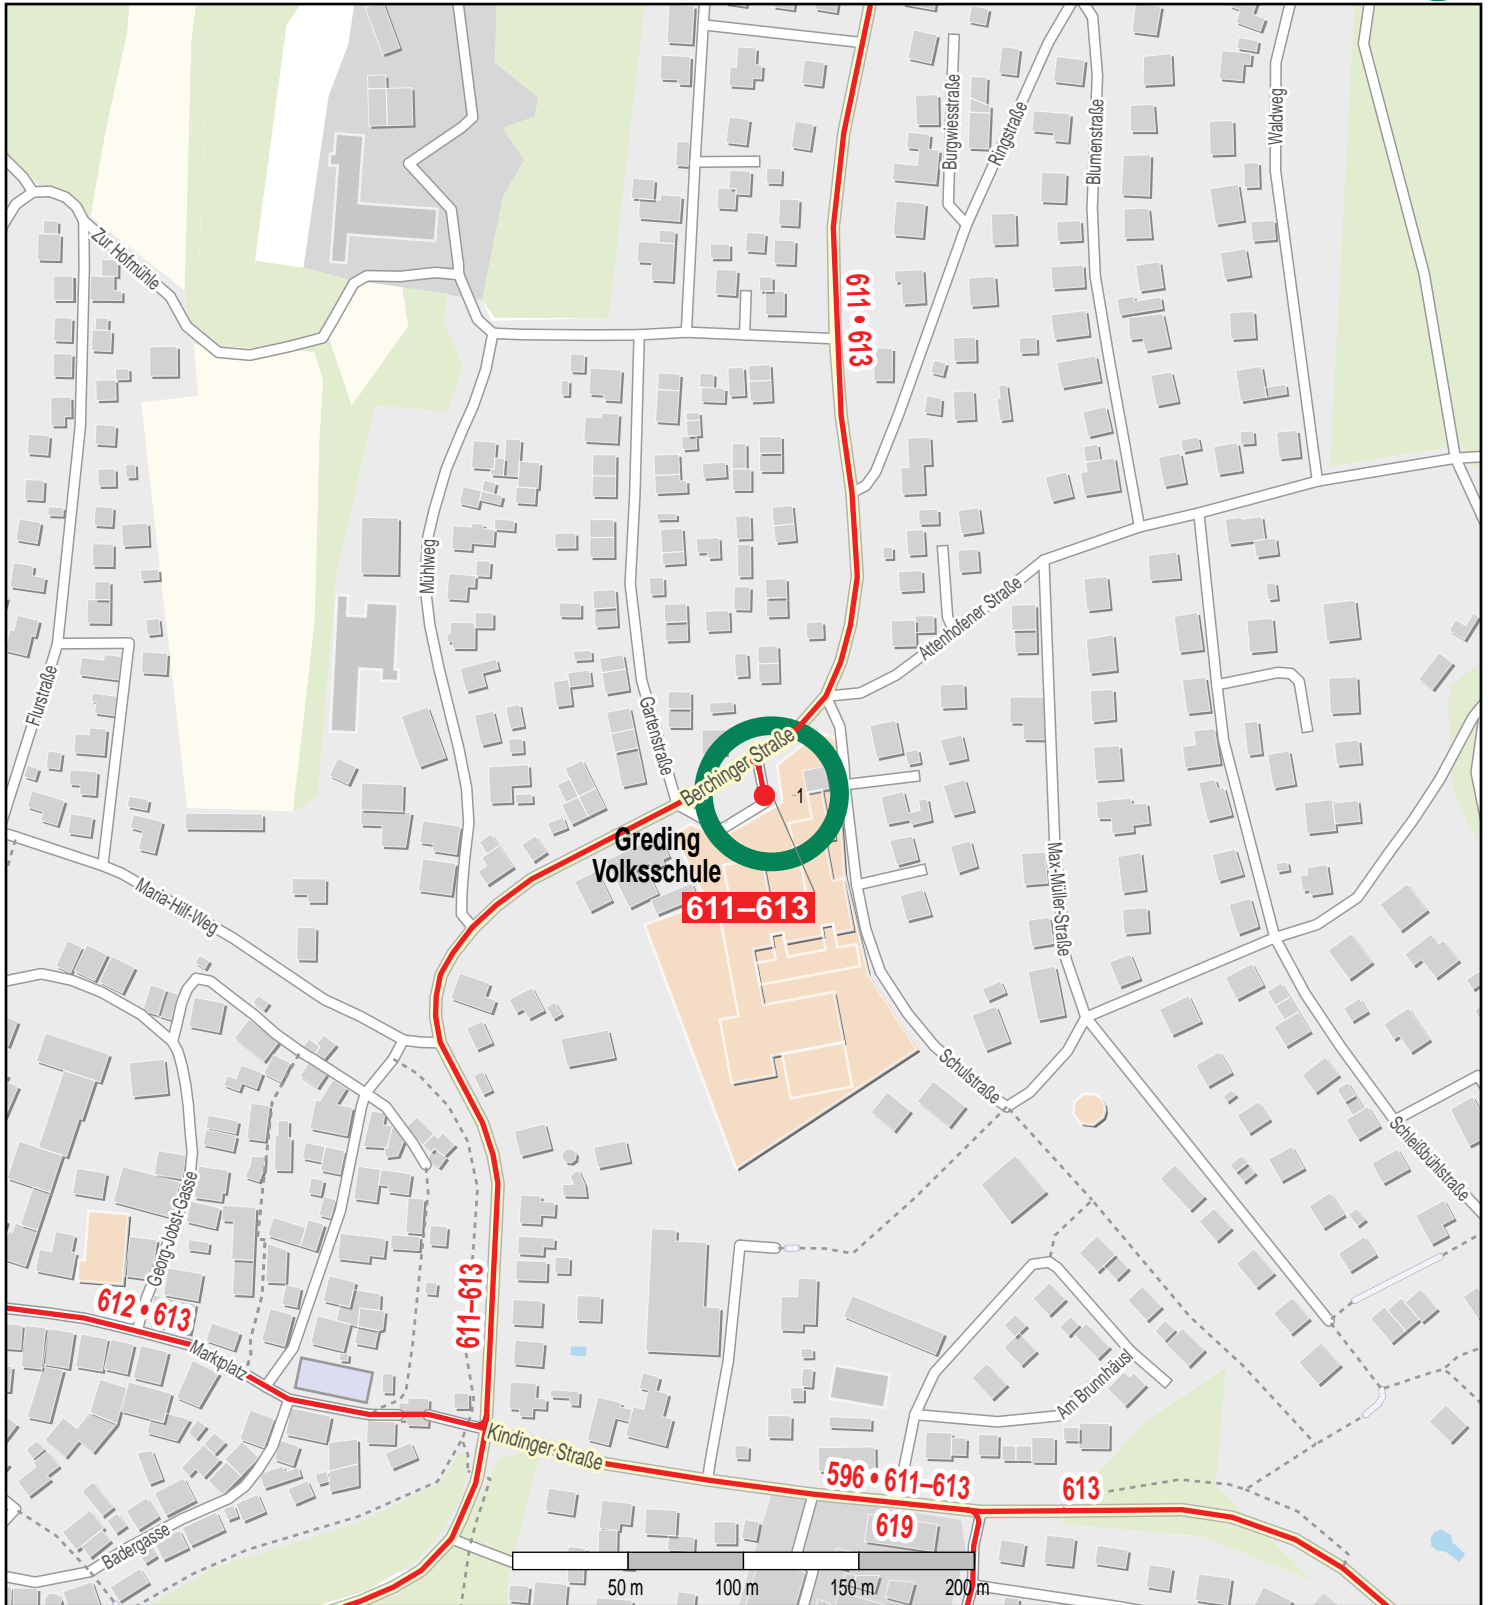 Burgwiesstraße
Ringstraße
Blumenstraße
Waldweg
Zur Hofmühle
611 • 613
Mühlweg
Attenhofener Straße
Flurstraße
Gartenstraße
Berchinger Straße
1
Greding
Volksschule
611–613
Max-Müller-Straße
Maria-Hilf-Weg
Schulstraße
Schleißbühlstraße
Georg-Jobst-Gasse
612 • 613
Marktplatz
611–613
Am Brunnhäusl
Kindinger Straße
596 • 611–613
613
619
Badergasse
50 m
100 m
150 m
200 m